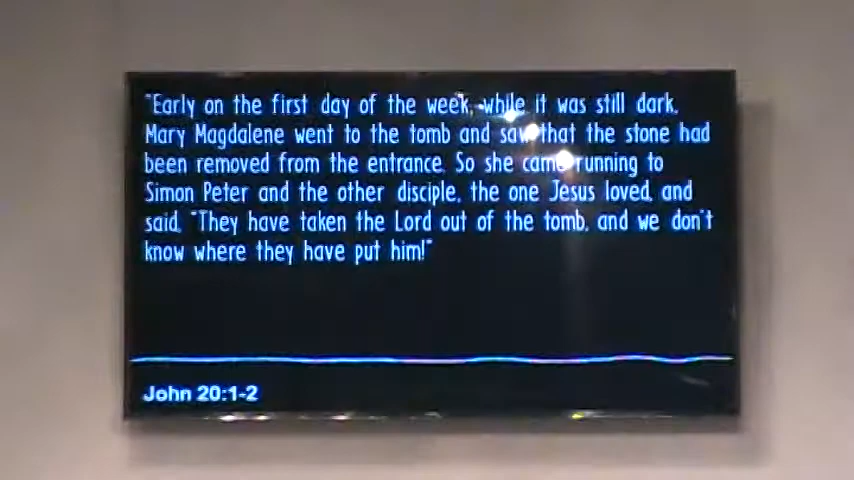 "Early on the first day of the week, while it was still dark,
Mary Magdalene went to the tomb and saw that the stone had
been removed from the entrance. So she came running to
Simon Peter and the other disciple, the one Jesus loved, and
said, "They have taken the Lord out of the tomb, and we don't
know where they have put him!"
John 20:1-2